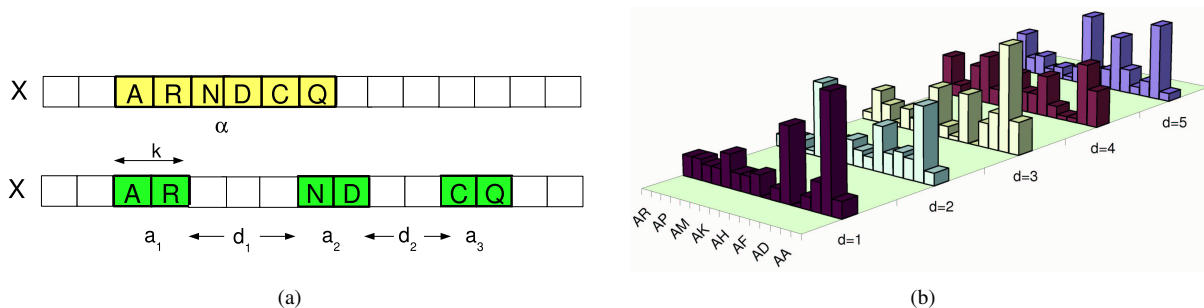 X A R N D C Q
α
k
X A R N D C Q
a1 d1 a2 d2 a3
(a)
d=5
d=4
d=3
d=2
d=1
AR AP AM AK AH AF AD AA
(b)